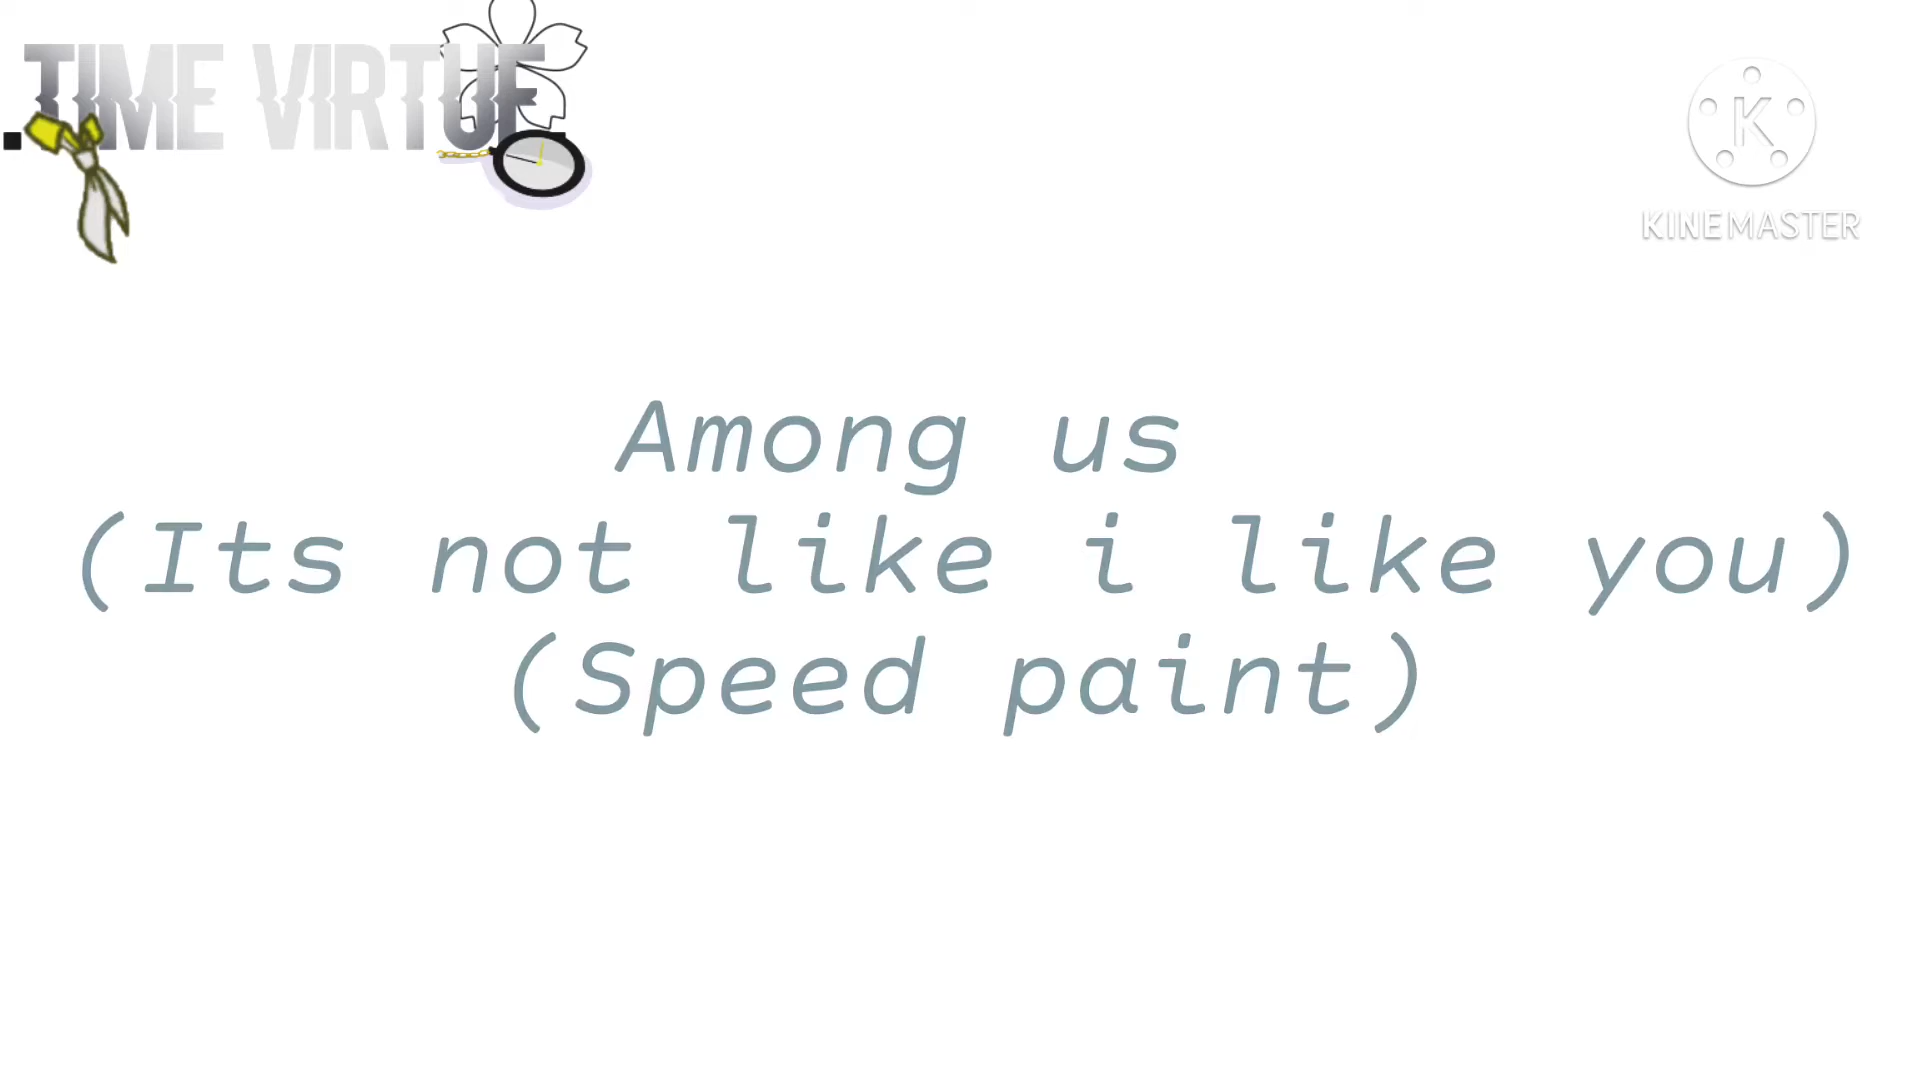 .TIME VIRTUE.
K
KINEMASTER
Among us
(Its not like i like you)
(Speed paint)